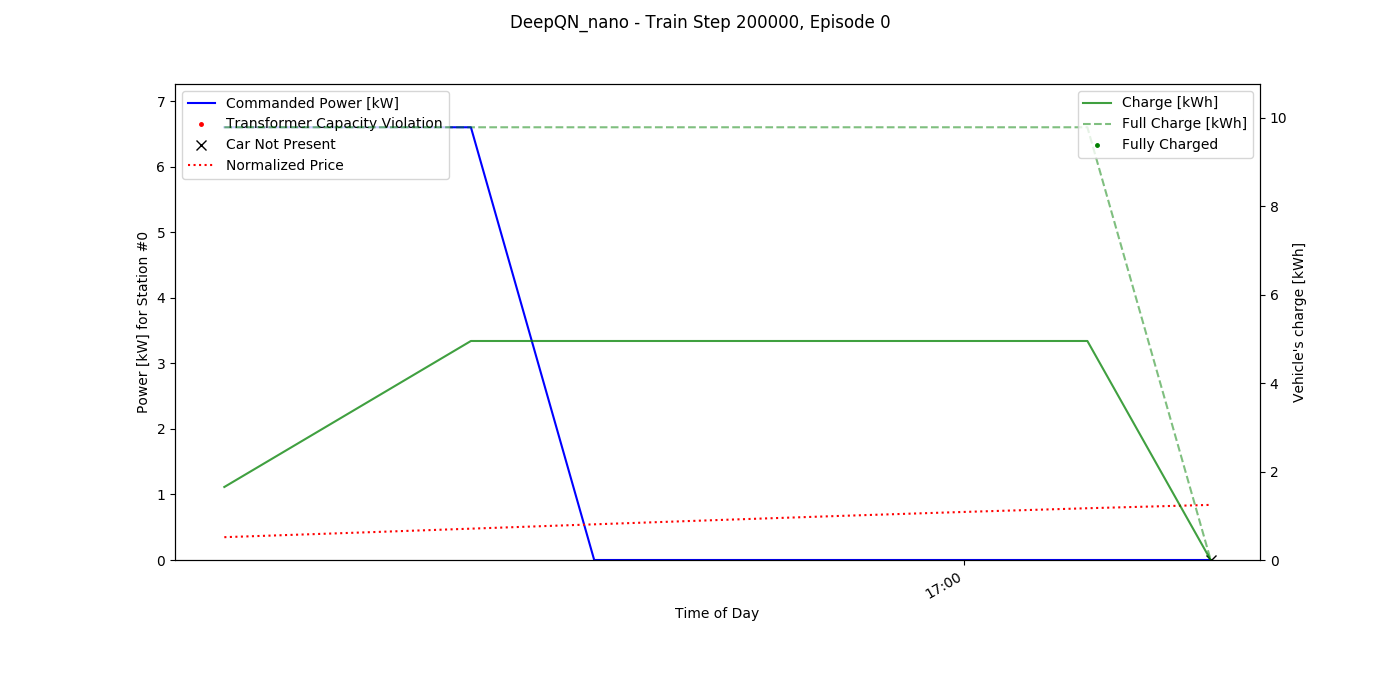 DeepQN_nano - Train Step 200000, Episode 0
Commanded Power [kW]
Transformer Capacity Violation
Car Not Present
Normalized Price
Charge [kWh]
Full Charge [kWh]
Fully Charged
7
6
5
4
3
2
1
0
Power [kW] for Station #0
10
8
6
4
2
0
Vehicle's charge [kWh]
17:00
Time of Day